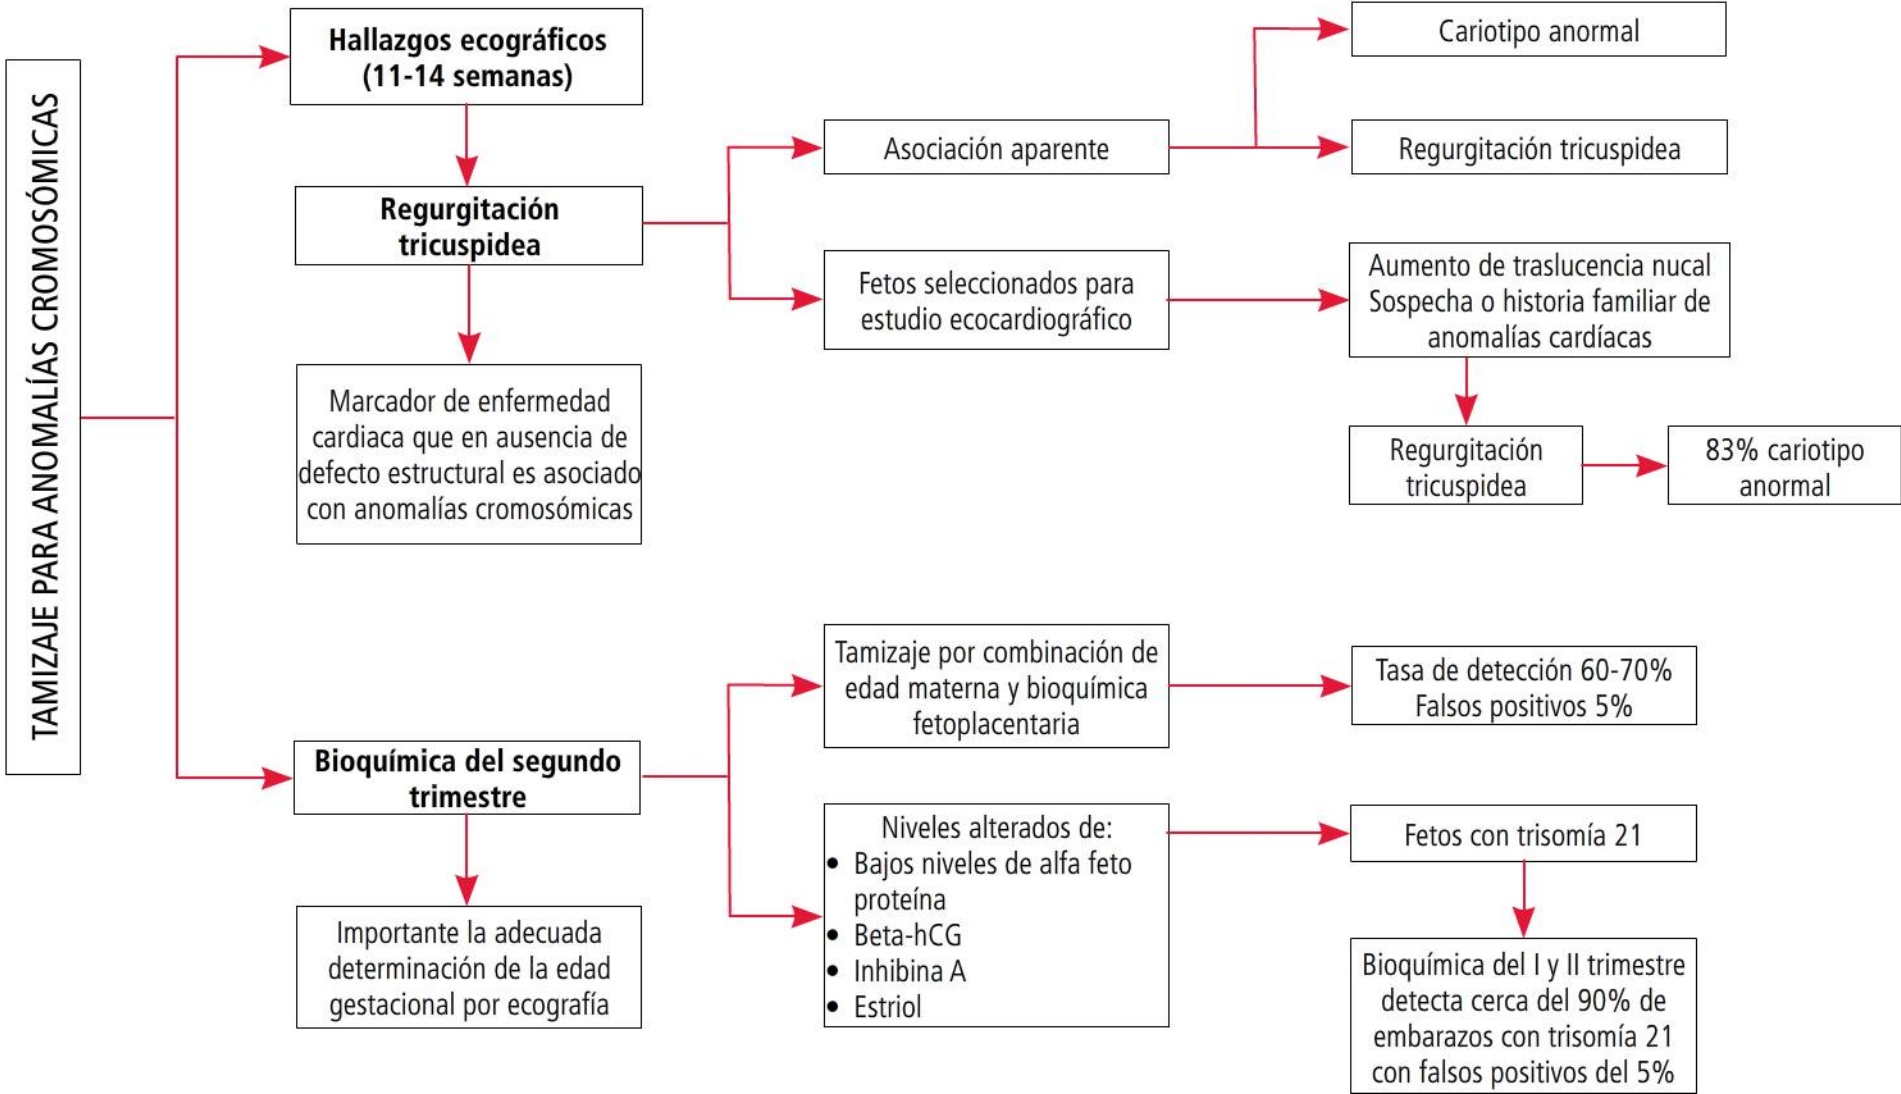 TAMIZAJE PARA ANOMALÍAS CROMOSÓMICAS
Hallazgos ecográficos
(11-14 semanas)
Regurgitación
tricuspidea
Marcador de enfermedad
cardiaca que en ausencia de
defecto estructural es asociado
con anomalías cromosómicas
Asociación aparente
Cariotipo anormal
Regurgitación tricuspidea
Fetos seleccionados para
estudio ecocardiográfico
Aumento de traslucencia nucal
Sospecha o historia familiar de
anomalías cardíacas
Regurgitación
tricuspidea
83% cariotipo
anormal
Bioquímica del segundo
trimestre
Importante la adecuada
determinación de la edad
gestacional por ecografía
Tamizaje por combinación de
edad materna y bioquímica
fetoplacentaria
Tasa de detección 60-70%
Falsos positivos 5%
Niveles alterados de:
• Bajos niveles de alfa feto
proteína
• Beta-hCG
• Inhibina A
• Estriol
Fetos con trisomía 21
Bioquímica del I y II trimestre
detecta cerca del 90% de
embarazos con trisomía 21
con falsos positivos del 5%